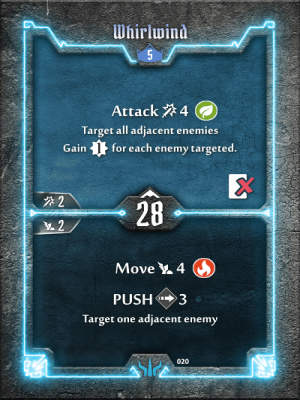 Whirlwind
5
Attack 4
Target all adjacent enemies
Gain 1 for each enemy targeted.
2
28
2
Move 4
PUSH 3
Target one adjacent enemy
020